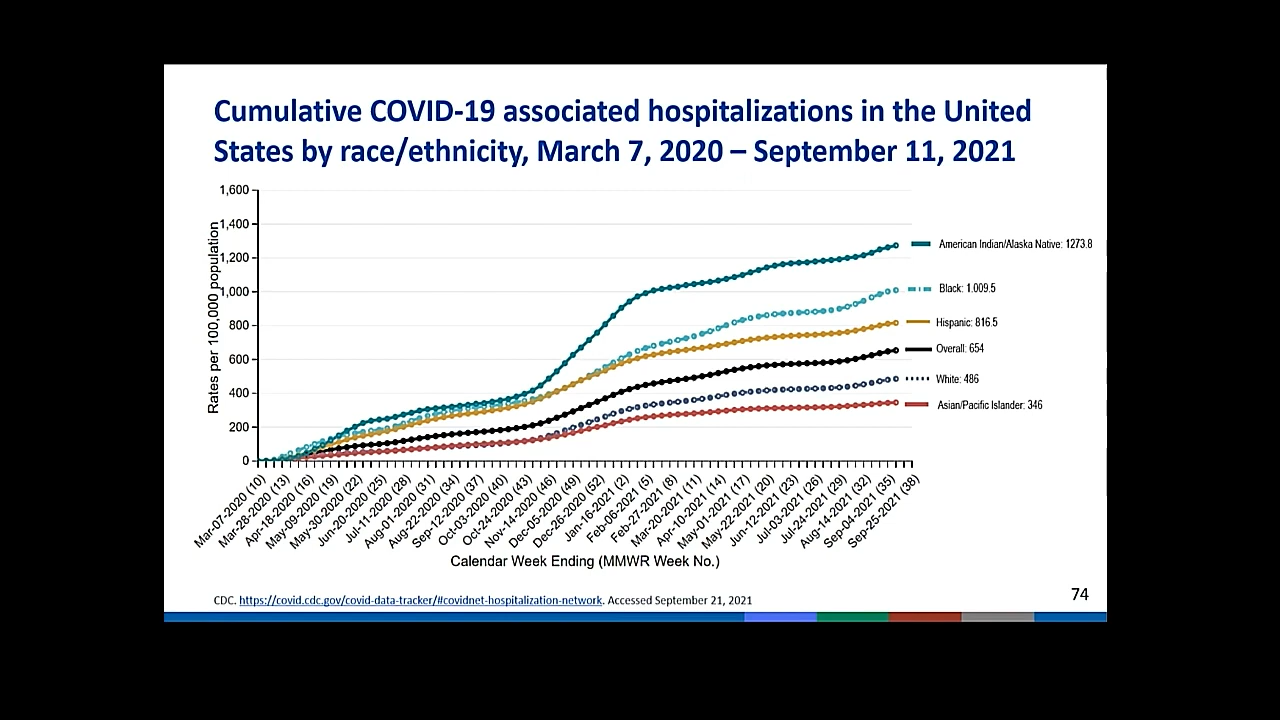 Cumulative COVID-19 associated hospitalizations in the United
States by race/ethnicity, March 7, 2020 – September 11, 2021
Rates per 100,000 population
1,600
1,400
1,200
1,000
800
600
400
200
0
American Indian/Alaska Native: 1273.8
Black: 1,009.5
Hispanic: 816.5
Overall: 654
White: 486
Asian/Pacific Islander: 346
Mar-07-2020 (10)
Mar-28-2020 (13)
Apr-18-2020 (16)
May-09-2020 (19)
May-30-2020 (22)
Jun-20-2020 (25)
Jul-11-2020 (28)
Aug-01-2020 (31)
Aug-22-2020 (34)
Sep-12-2020 (37)
Oct-03-2020 (40)
Oct-24-2020 (43)
Nov-14-2020 (46)
Dec-05-2020 (49)
Dec-26-2020 (52)
Jan-16-2021 (2)
Feb-06-2021 (5)
Feb-27-2021 (8)
Mar-20-2021 (11)
Apr-10-2021 (14)
May-01-2021 (17)
May-22-2021 (20)
Jun-12-2021 (23)
Jul-03-2021 (26)
Jul-24-2021 (29)
Aug-14-2021 (32)
Sep-04-2021 (35)
Sep-25-2021 (38)
Calendar Week Ending (MMWR Week No.)
CDC. https://covid.cdc.gov/covid-data-tracker/#covidnet-hospitalization-network. Accessed September 21, 2021
74